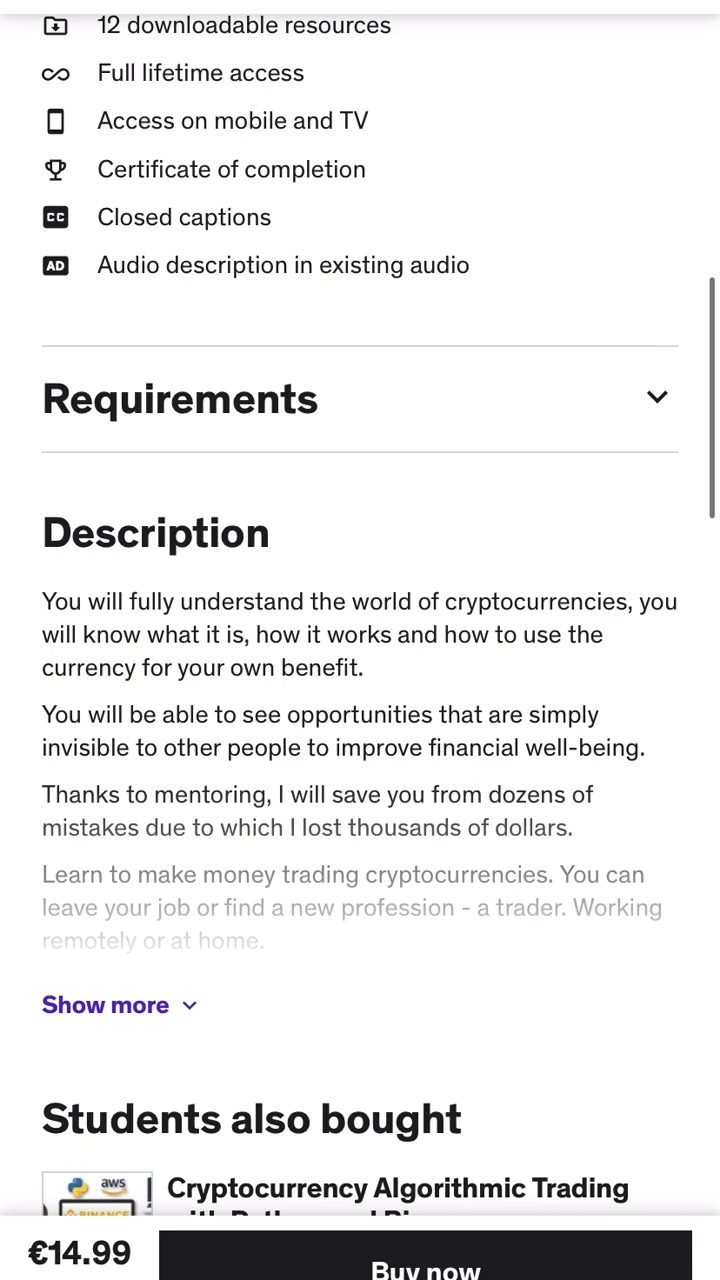 12 downloadable resources
Full lifetime access
Access on mobile and TV
Certificate of completion
CC Closed captions
AD Audio description in existing audio
Requirements
Description
You will fully understand the world of cryptocurrencies, you
will know what it is, how it works and how to use the
currency for your own benefit.
You will be able to see opportunities that are simply
invisible to other people to improve financial well-being.
Thanks to mentoring, I will save you from dozens of
mistakes due to which I lost thousands of dollars.
Learn to make money trading cryptocurrencies. You can
leave your job or find a new profession - a trader. Working
remotely or at home.
Show more
Students also bought
aws
BINANCE
Cryptocurrency Algorithmic Trading
€14.99
Buy now